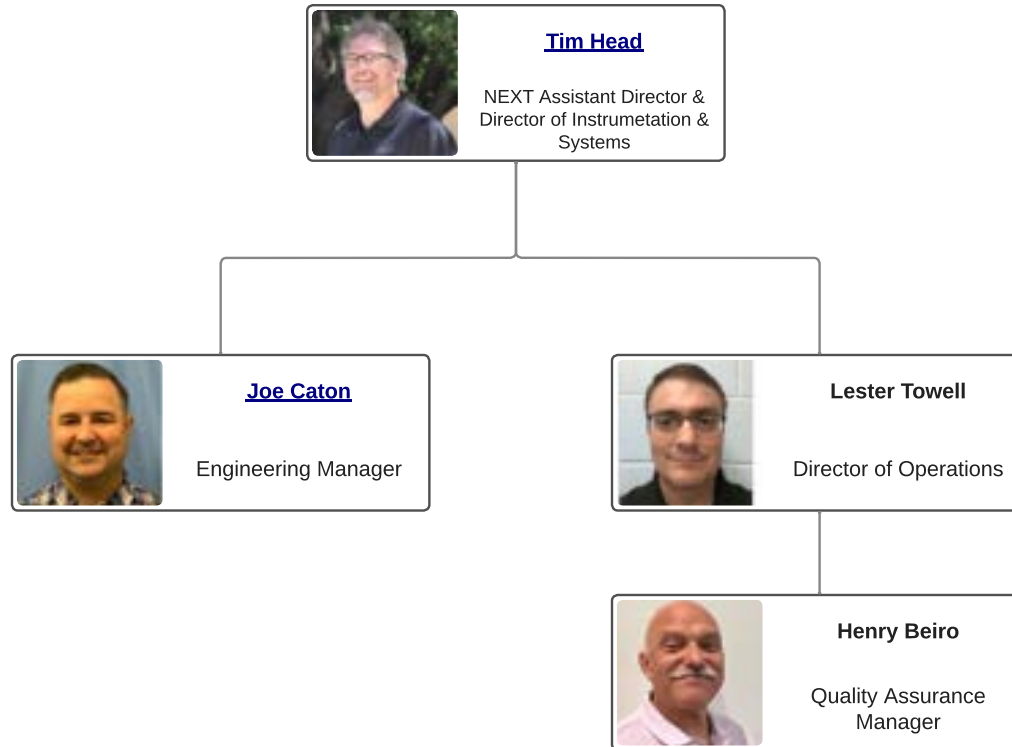 Tim Head
NEXT Assistant Director &
Director of Instrumetation &
Systems
Joe Caton
Engineering Manager
Lester Towell
Director of Operations
Henry Beiro
Quality Assurance
Manager